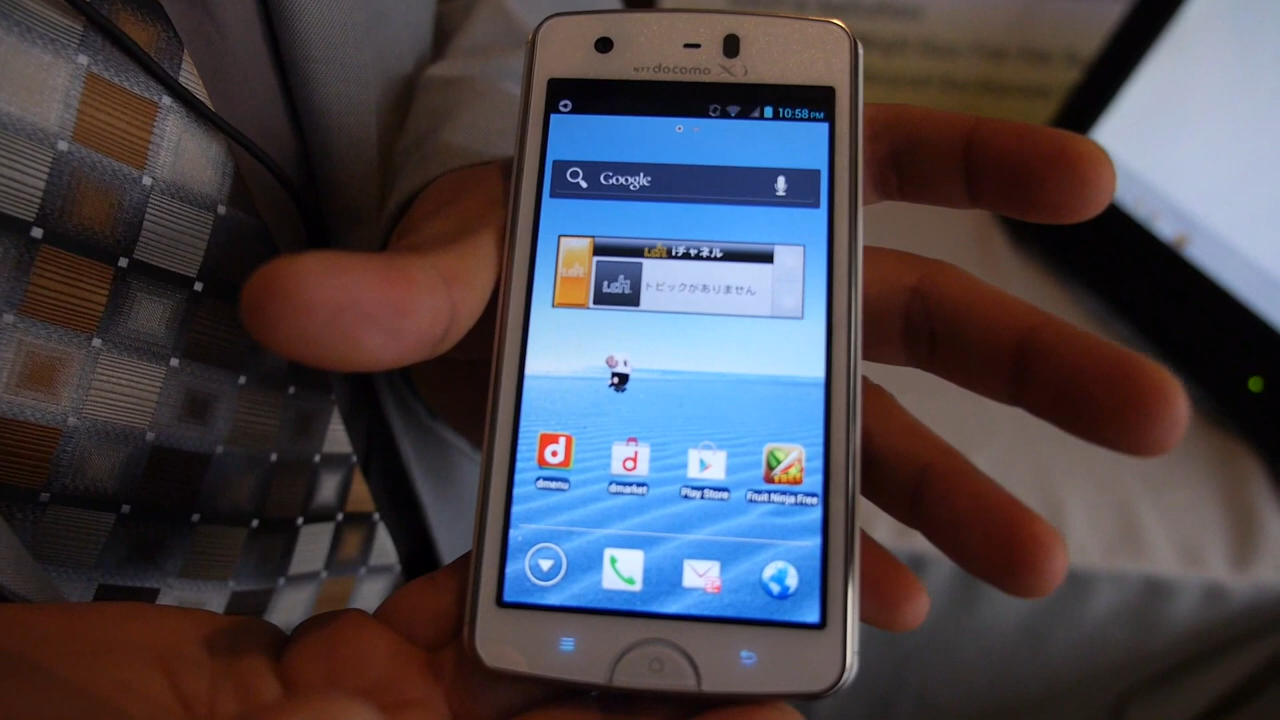 NTT docomo Xi
10:58 PM
Google
iチャネル
トピックがありません
dmenu
dmarket
Play Store
Fruit Ninja Free